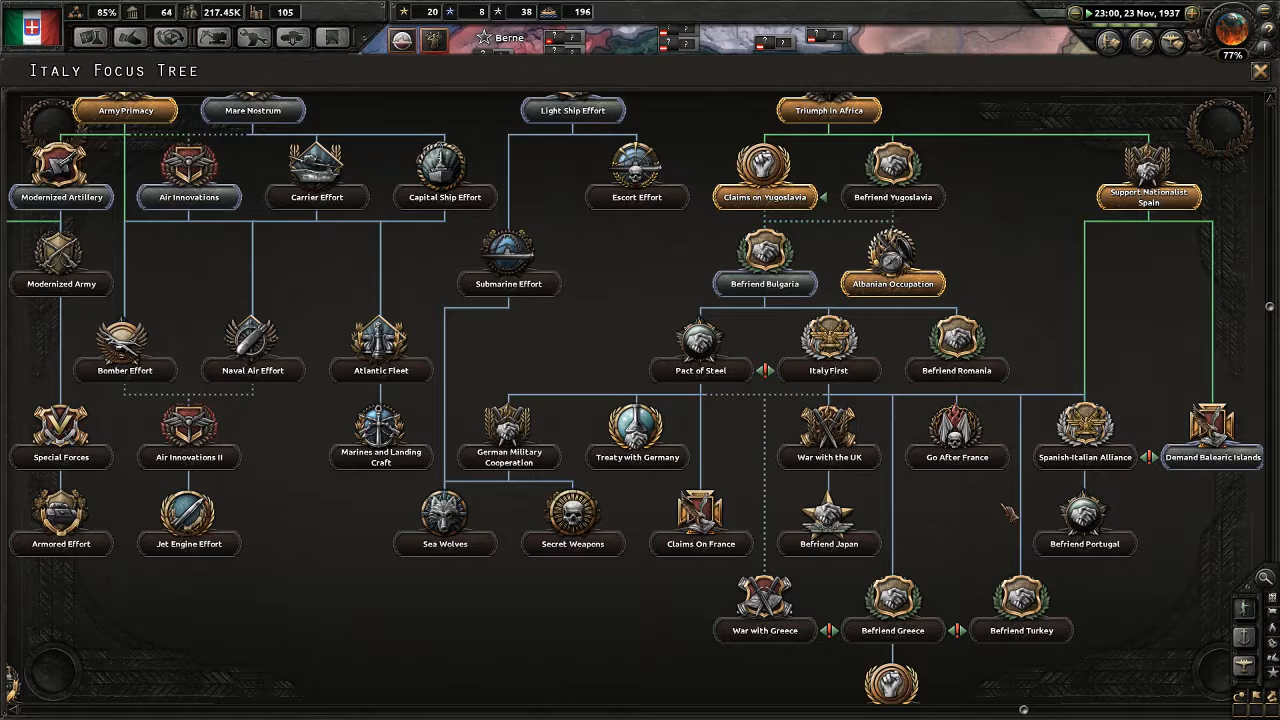 85% 64 217.45K 105 20 8 38 196 23:00, 23 Nov, 1937
Berne ? ? ? ? ? ? ? ? ? ?
77%
Italy Focus Tree
Army Primacy Mare Nostrum Light Ship Effort Triumph in Africa
Modernized Artillery Air Innovations Carrier Effort Capital Ship Effort Escort Effort Claims on Yugoslavia Befriend Yugoslavia Support Nationalist
Spain
Modernized Army Submarine Effort Befriend Bulgaria Albanian Occupation
Bomber Effort Naval Air Effort Atlantic Fleet Pact of Steel Italy First Befriend Romania
Special Forces Air Innovations II Marines and Landing
Craft
German Military
Cooperation
Treaty with Germany War with the UK Go After France Spanish-Italian Alliance Demand Balearic Islands
Armored Effort Jet Engine Effort Sea Wolves Secret Weapons Claims On France Befriend Japan Befriend Portugal
War with Greece Befriend Greece Befriend Turkey